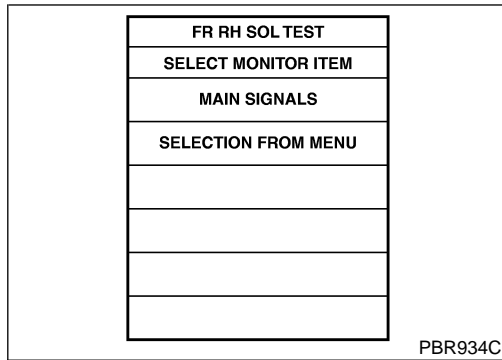 FR RH SOL TEST
SELECT MONITOR ITEM
MAIN SIGNALS
SELECTION FROM MENU
PBR934C